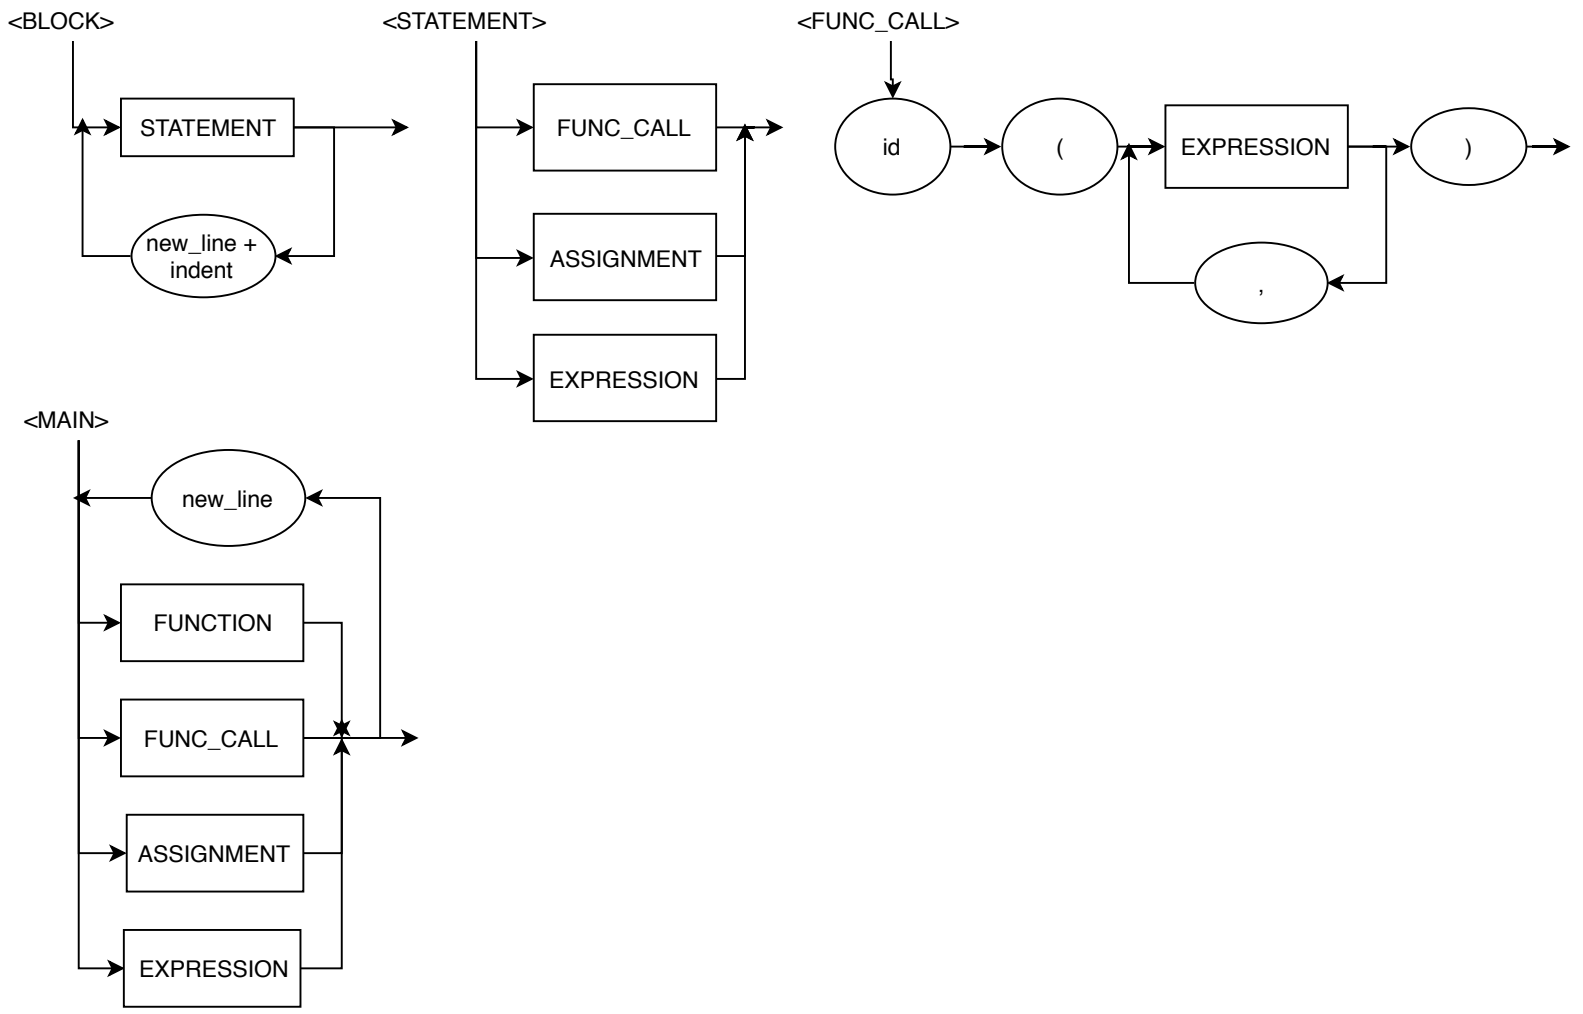 <BLOCK>
STATEMENT
new_line +
indent
<STATEMENT>
FUNC_CALL
ASSIGNMENT
EXPRESSION
<FUNC_CALL>
id
(
EXPRESSION
)
,
<MAIN>
new_line
FUNCTION
FUNC_CALL
ASSIGNMENT
EXPRESSION